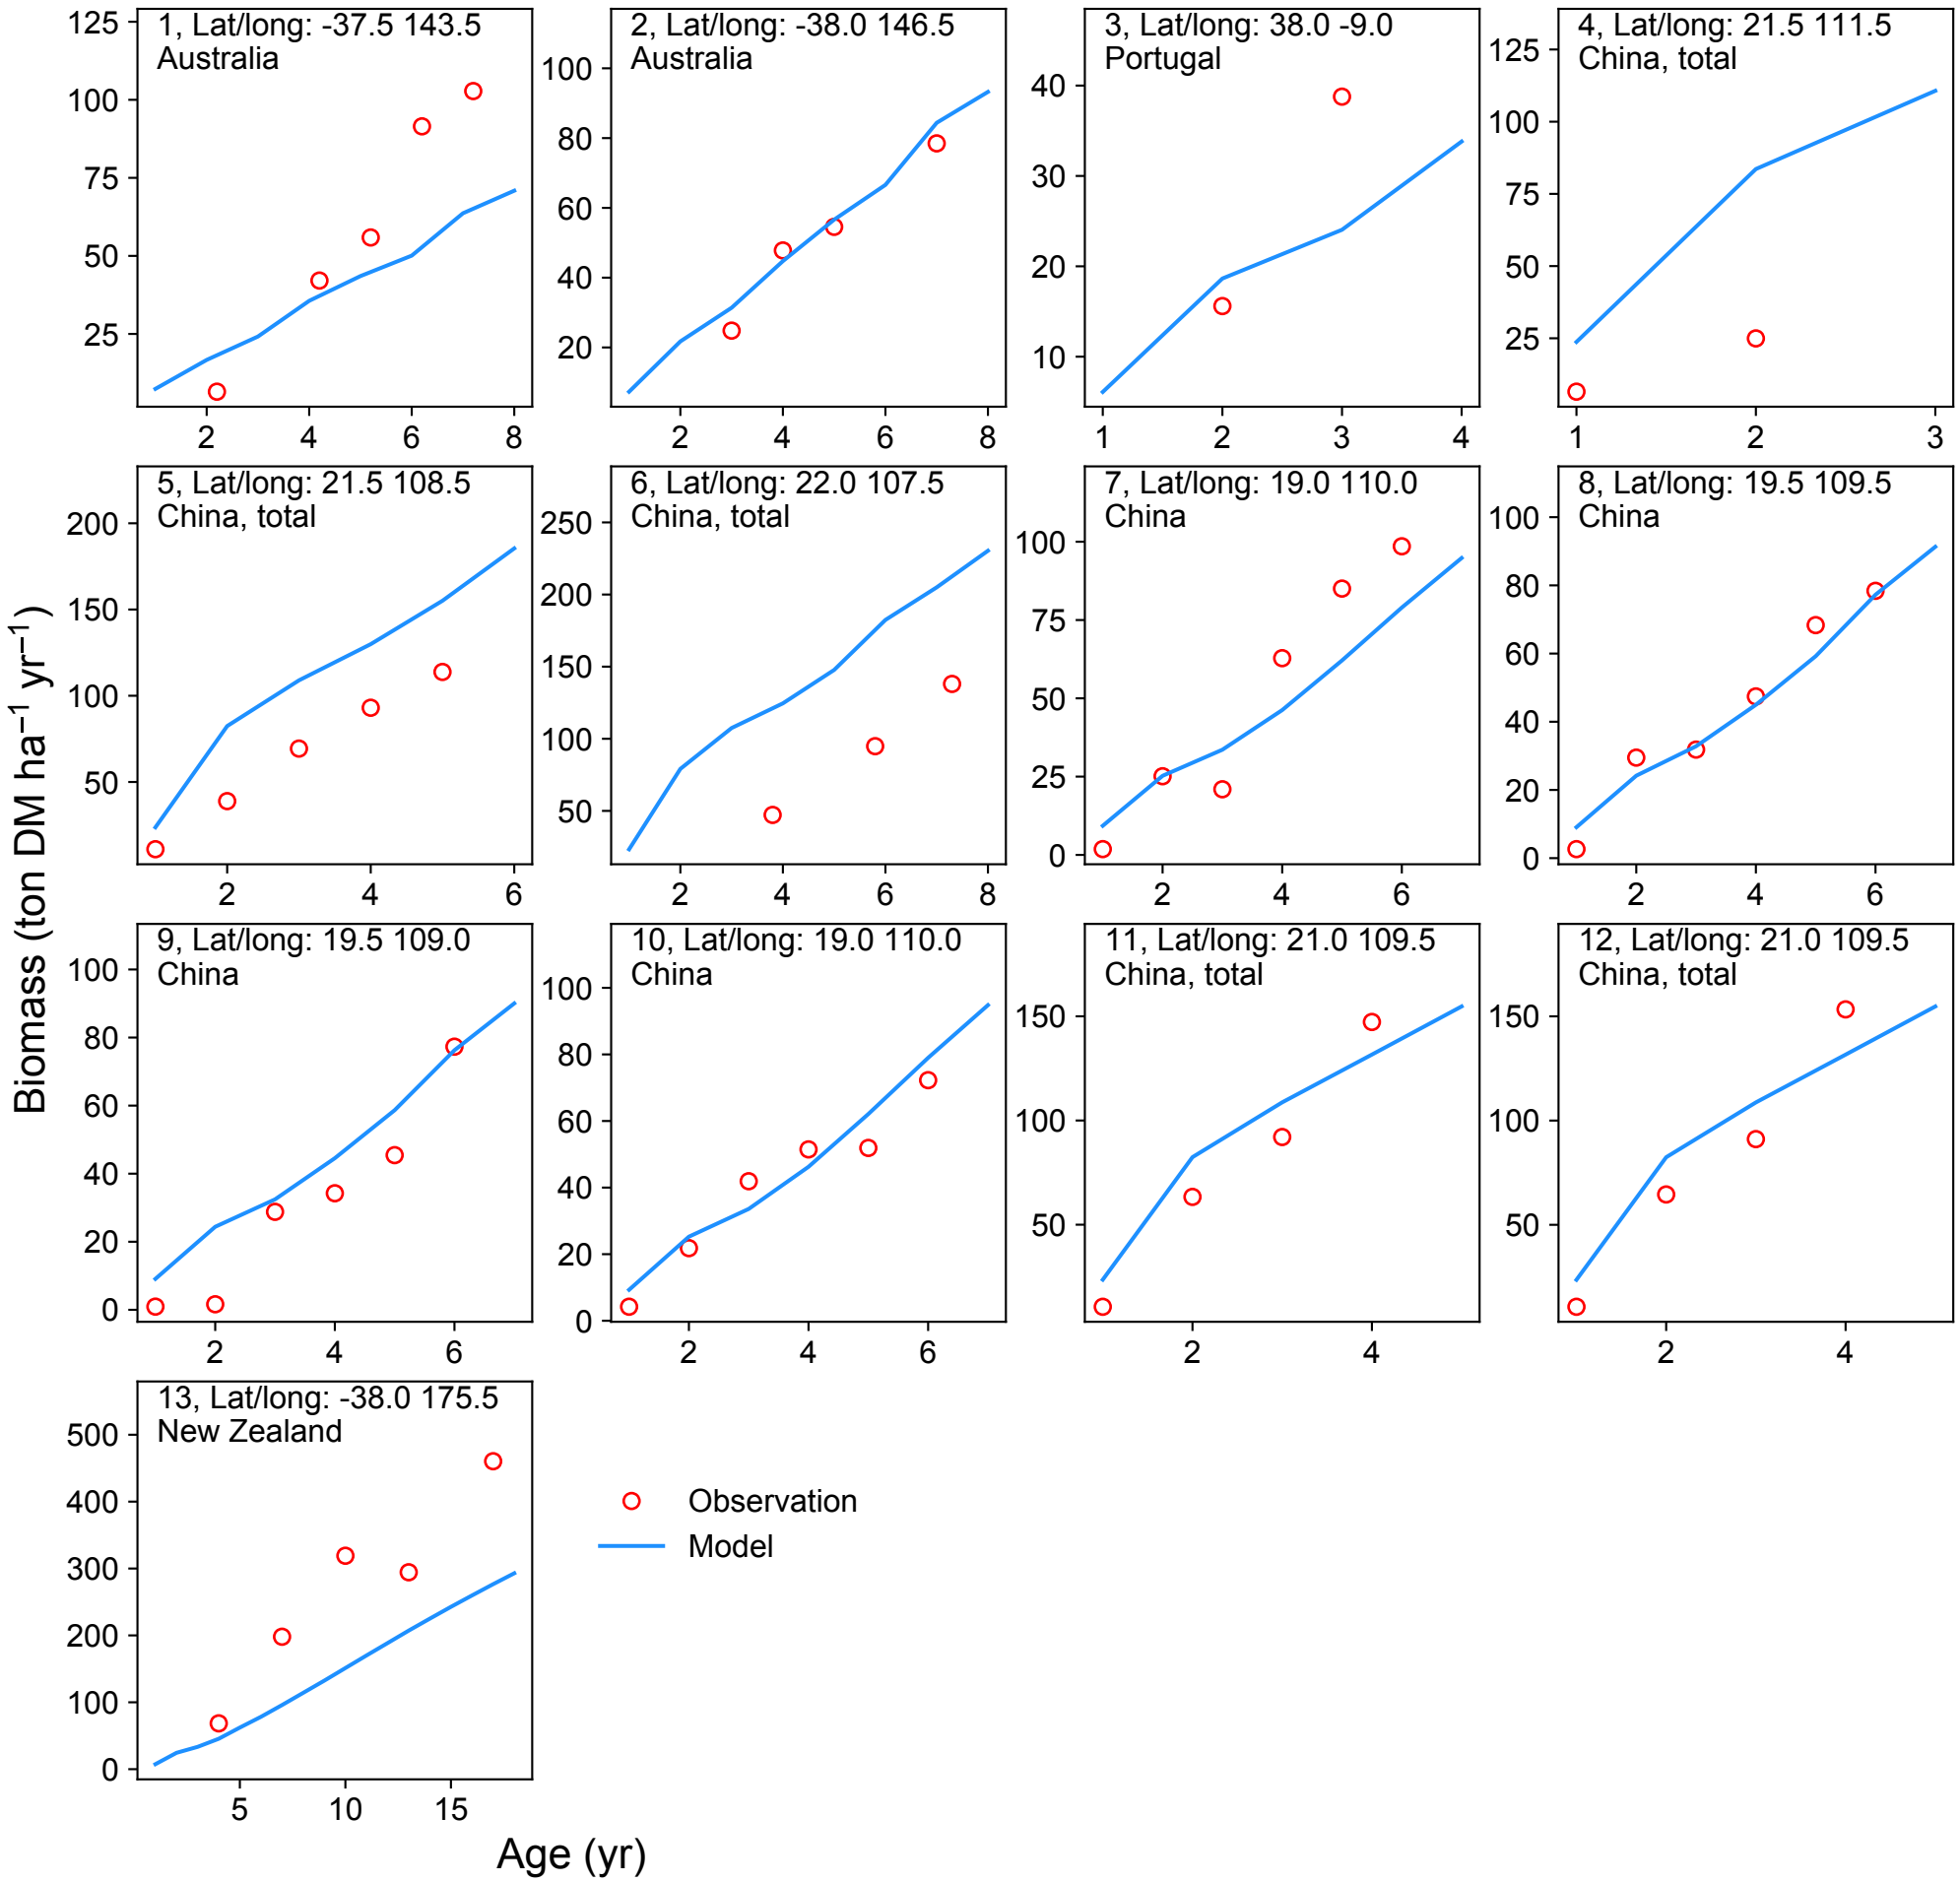 1, Lat/long: -37.5 143.5
Australia
125
100
75
50
25
2 4 6 8
2, Lat/long: -38.0 146.5
Australia
100
80
60
40
20
2 4 6 8
3, Lat/long: 38.0 -9.0
Portugal
40
30
20
10
1 2 3 4
4, Lat/long: 21.5 111.5
China, total
125
100
75
50
25
1 2 3
5, Lat/long: 21.5 108.5
China, total
200
150
100
50
2 4 6
6, Lat/long: 22.0 107.5
China, total
250
200
150
100
50
2 4 6 8
7, Lat/long: 19.0 110.0
China
100
75
50
25
0
2 4 6
8, Lat/long: 19.5 109.5
China
100
80
60
40
20
0
2 4 6
9, Lat/long: 19.5 109.0
China
100
80
60
40
20
0
2 4 6
10, Lat/long: 19.0 110.0
China
100
80
60
40
20
0
2 4 6
11, Lat/long: 21.0 109.5
China, total
150
100
50
2 4
12, Lat/long: 21.0 109.5
China, total
150
100
50
2 4
13, Lat/long: -38.0 175.5
New Zealand
500
400
300
200
100
0
5 10 15
Observation
Model
Age (yr)
Biomass (ton DM ha⁻¹ yr⁻¹)